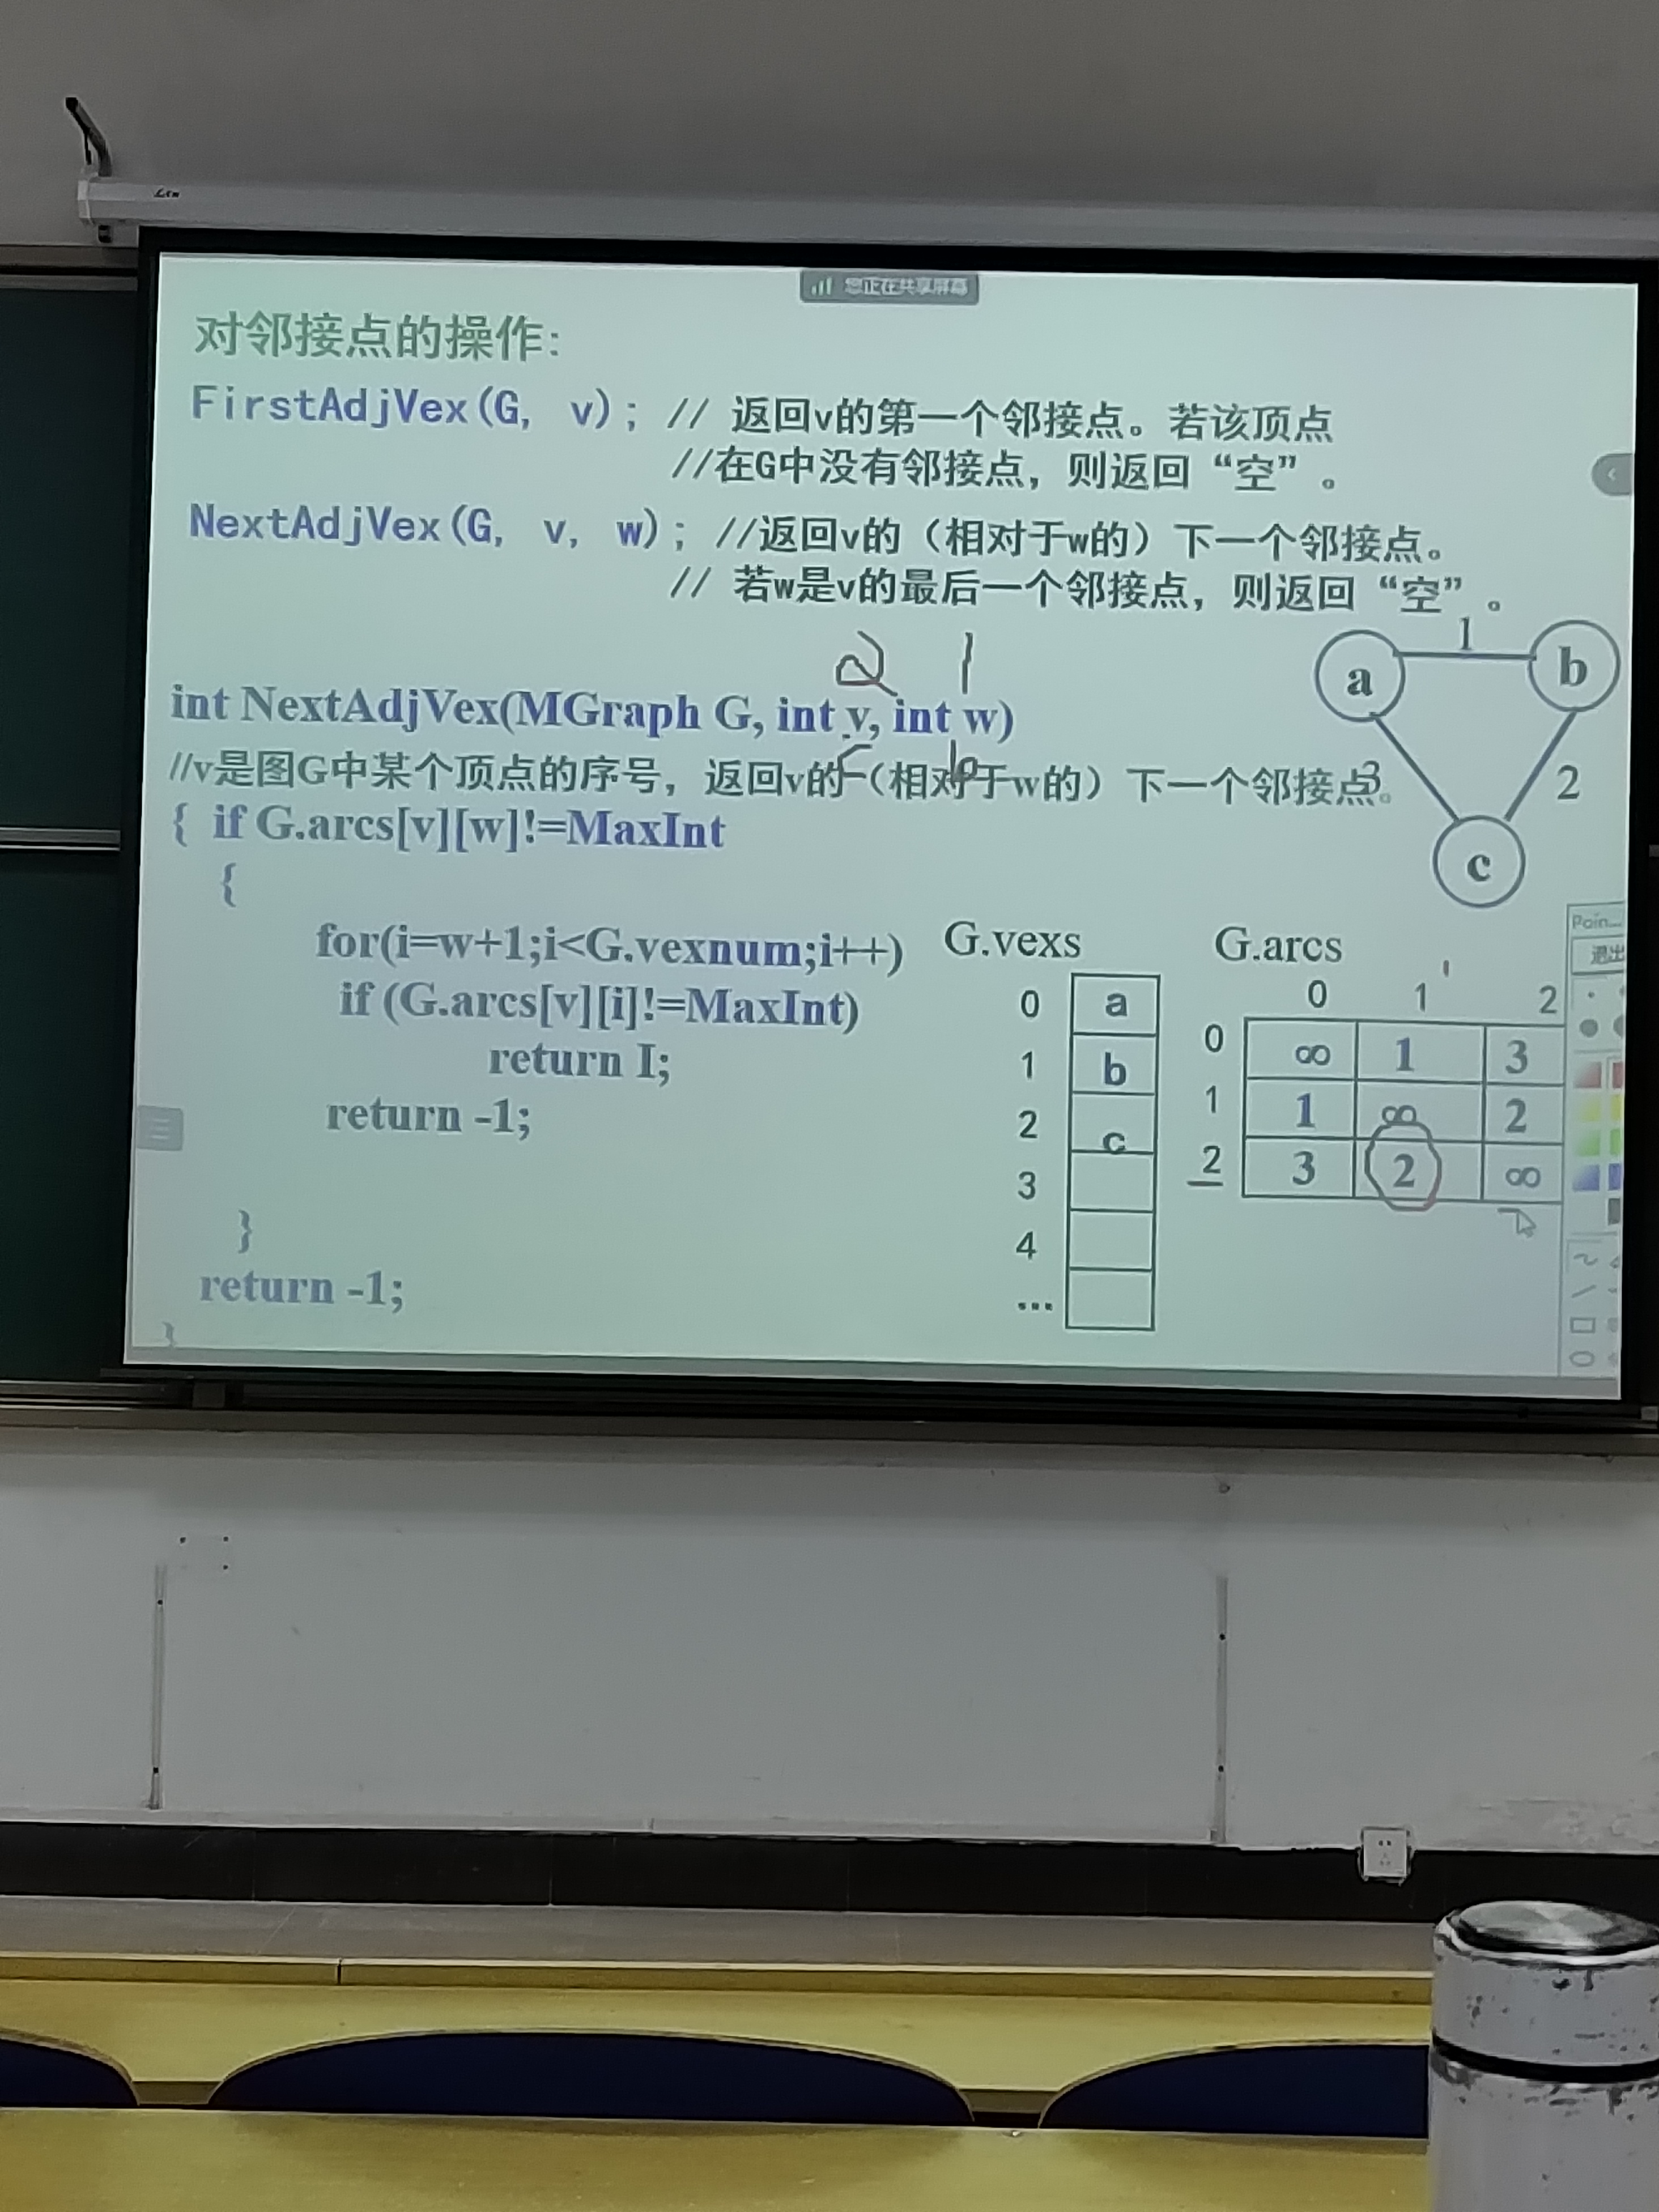 您正在共享屏幕
对邻接点的操作:
FirstAdjVex(G, v); // 返回v的第一个邻接点。若该顶点
//在G中没有邻接点，则返回“空”。
NextAdjVex(G, v, w); //返回v的（相对于w的）下一个邻接点。
// 若w是v的最后一个邻接点，则返回“空”。
2 1
int NextAdjVex(MGraph G, int v, int w)
c b
//v是图G中某个顶点的序号，返回v的（相对于w的）下一个邻接点。
{ if G.arcs[v][w]!=MaxInt
{
for(i=w+1;i<G.vexnum;i++)
if (G.arcs[v][i]!=MaxInt)
return I;
return -1;
}
return -1;
}
a 1 b
3 2
c
G.vexs
0 a
1 b
2 c
3
4
...
G.arcs
0 1 2
0 ∞ 1 3
1 1 ∞ 2
2 3 2 ∞
Poin...
退出